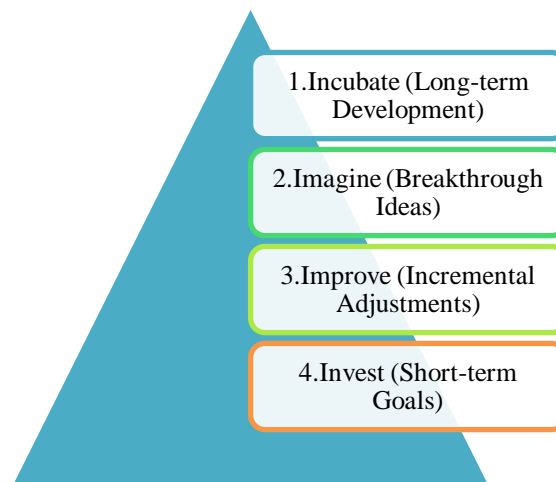 1.Incubate (Long-term
Development)
2.Imagine (Breakthrough
Ideas)
3.Improve (Incremental
Adjustments)
4.Invest (Short-term
Goals)